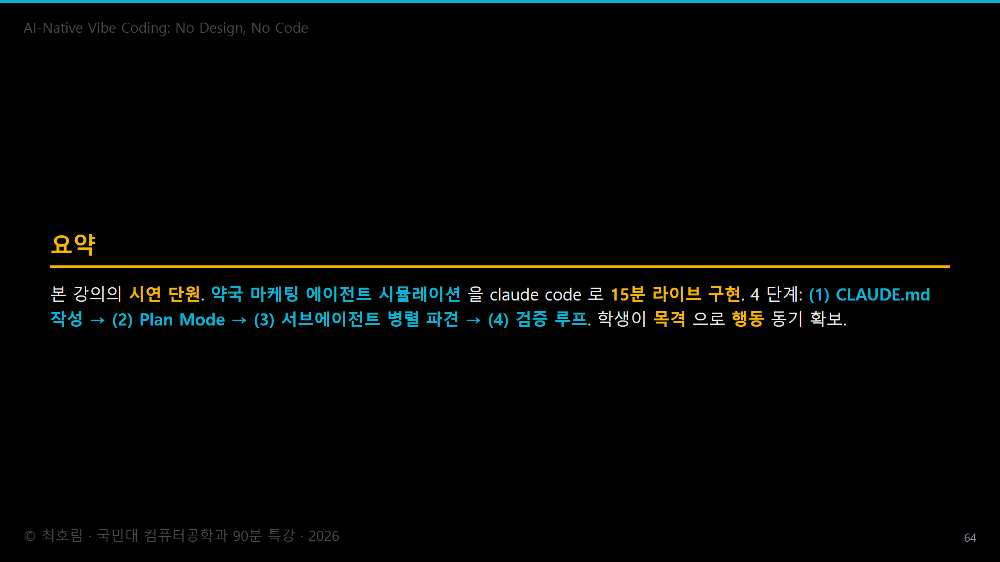 AI-Native Vibe Coding: No Design, No Code
요약
본 강의의 시연 단원. 약국 마케팅 에이전트 시뮬레이션 을 claude code 로 15분 라이브 구현. 4 단계: (1) CLAUDE.md
작성 → (2) Plan Mode → (3) 서브에이전트 병렬 파견 → (4) 검증 루프. 학생이 목격 으로 행동 동기 확보.
© 최호림 · 국민대 컴퓨터공학과 90분 특강 · 2026
64